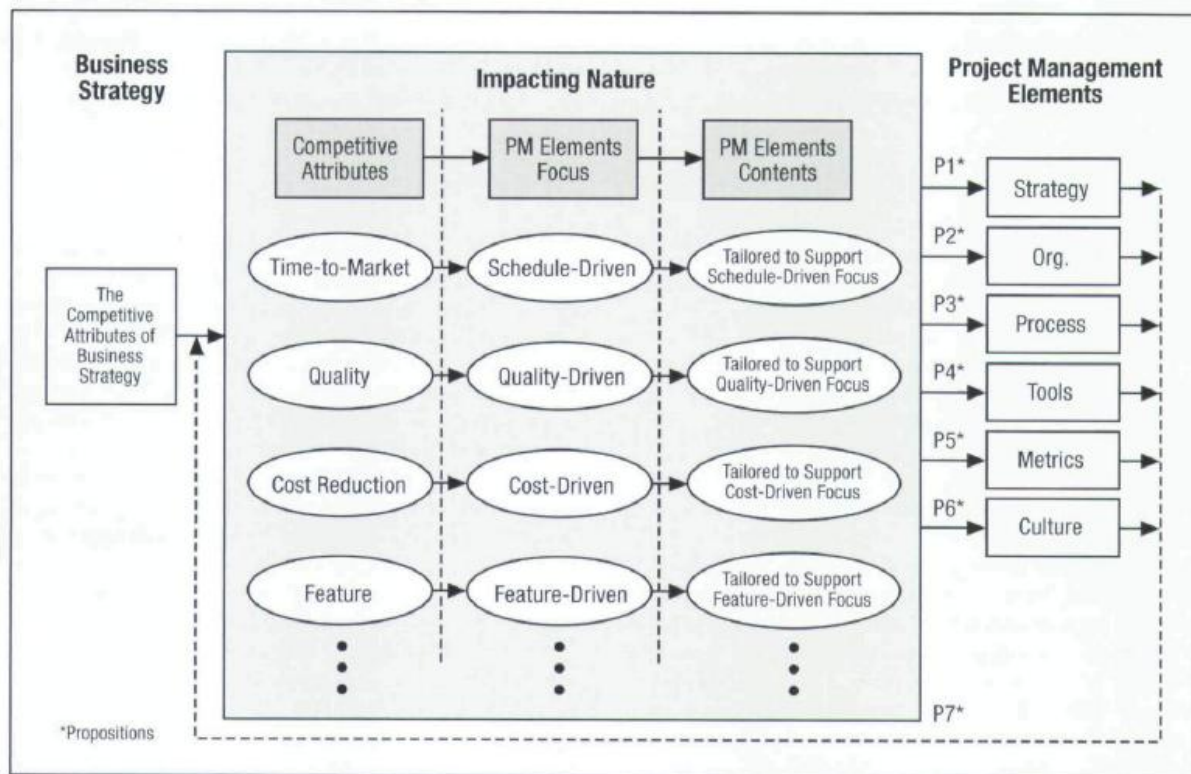 Business
Strategy
Impacting Nature
Project Management
Elements
Competitive
Attributes
PM Elements
Focus
PM Elements
Contents
The
Competitive
Attributes of
Business
Strategy
Time-to-Market
Schedule-Driven
Tailored to Support
Schedule-Driven Focus
Quality
Quality-Driven
Tailored to Support
Quality-Driven Focus
Cost Reduction
Cost-Driven
Tailored to Support
Cost-Driven Focus
Feature
Feature-Driven
Tailored to Support
Feature-Driven Focus
P1*
Strategy
P2*
Org.
P3*
Process
P4*
Tools
P5*
Metrics
P6*
Culture
P7*
*Propositions